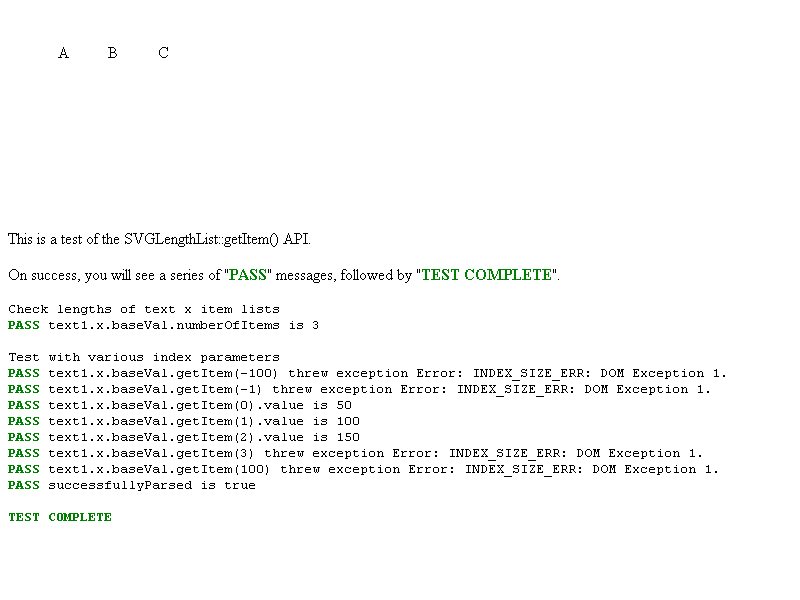 A B C
This is a test of the SVGLengthList::getItem() API.
On success, you will see a series of "PASS" messages, followed by "TEST COMPLETE".
Check lengths of text x item lists
PASS text1.x.baseVal.numberOfItems is 3
Test with various index parameters
PASS text1.x.baseVal.getItem(-100) threw exception Error: INDEX_SIZE_ERR: DOM Exception 1.
PASS text1.x.baseVal.getItem(-1) threw exception Error: INDEX_SIZE_ERR: DOM Exception 1.
PASS text1.x.baseVal.getItem(0).value is 50
PASS text1.x.baseVal.getItem(1).value is 100
PASS text1.x.baseVal.getItem(2).value is 150
PASS text1.x.baseVal.getItem(3) threw exception Error: INDEX_SIZE_ERR: DOM Exception 1.
PASS text1.x.baseVal.getItem(100) threw exception Error: INDEX_SIZE_ERR: DOM Exception 1.
PASS successfullyParsed is true
TEST COMPLETE